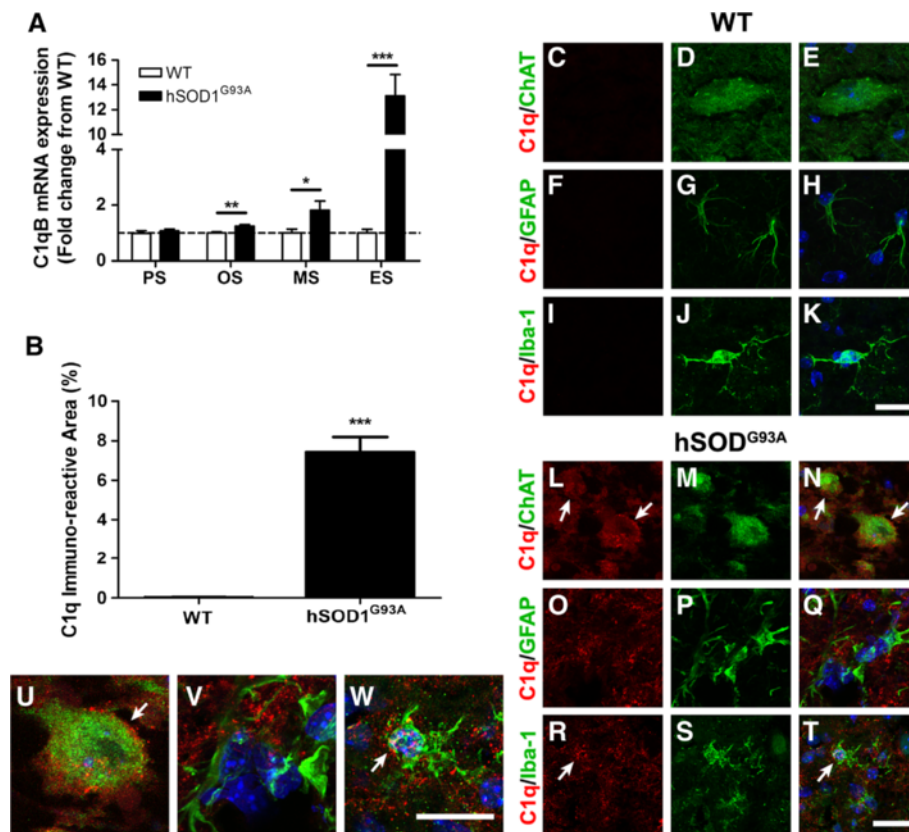 A
C1qB mRNA expression
(Fold change from WT)
16
14
12
10
4
2
0
WT
hSOD1G93A
**
*
***
PS
OS
MS
ES
B
C1q Immuno-reactive Area (%)
10
8
6
4
2
0
***
WT
hSOD1G93A
WT
C1q/ChAT
C
D
E
C1q/GFAP
F
G
H
C1q/Iba-1
I
J
K
hSODG93A
C1q/ChAT
L
M
N
C1q/GFAP
O
P
Q
C1q/Iba-1
R
S
T
U
V
W